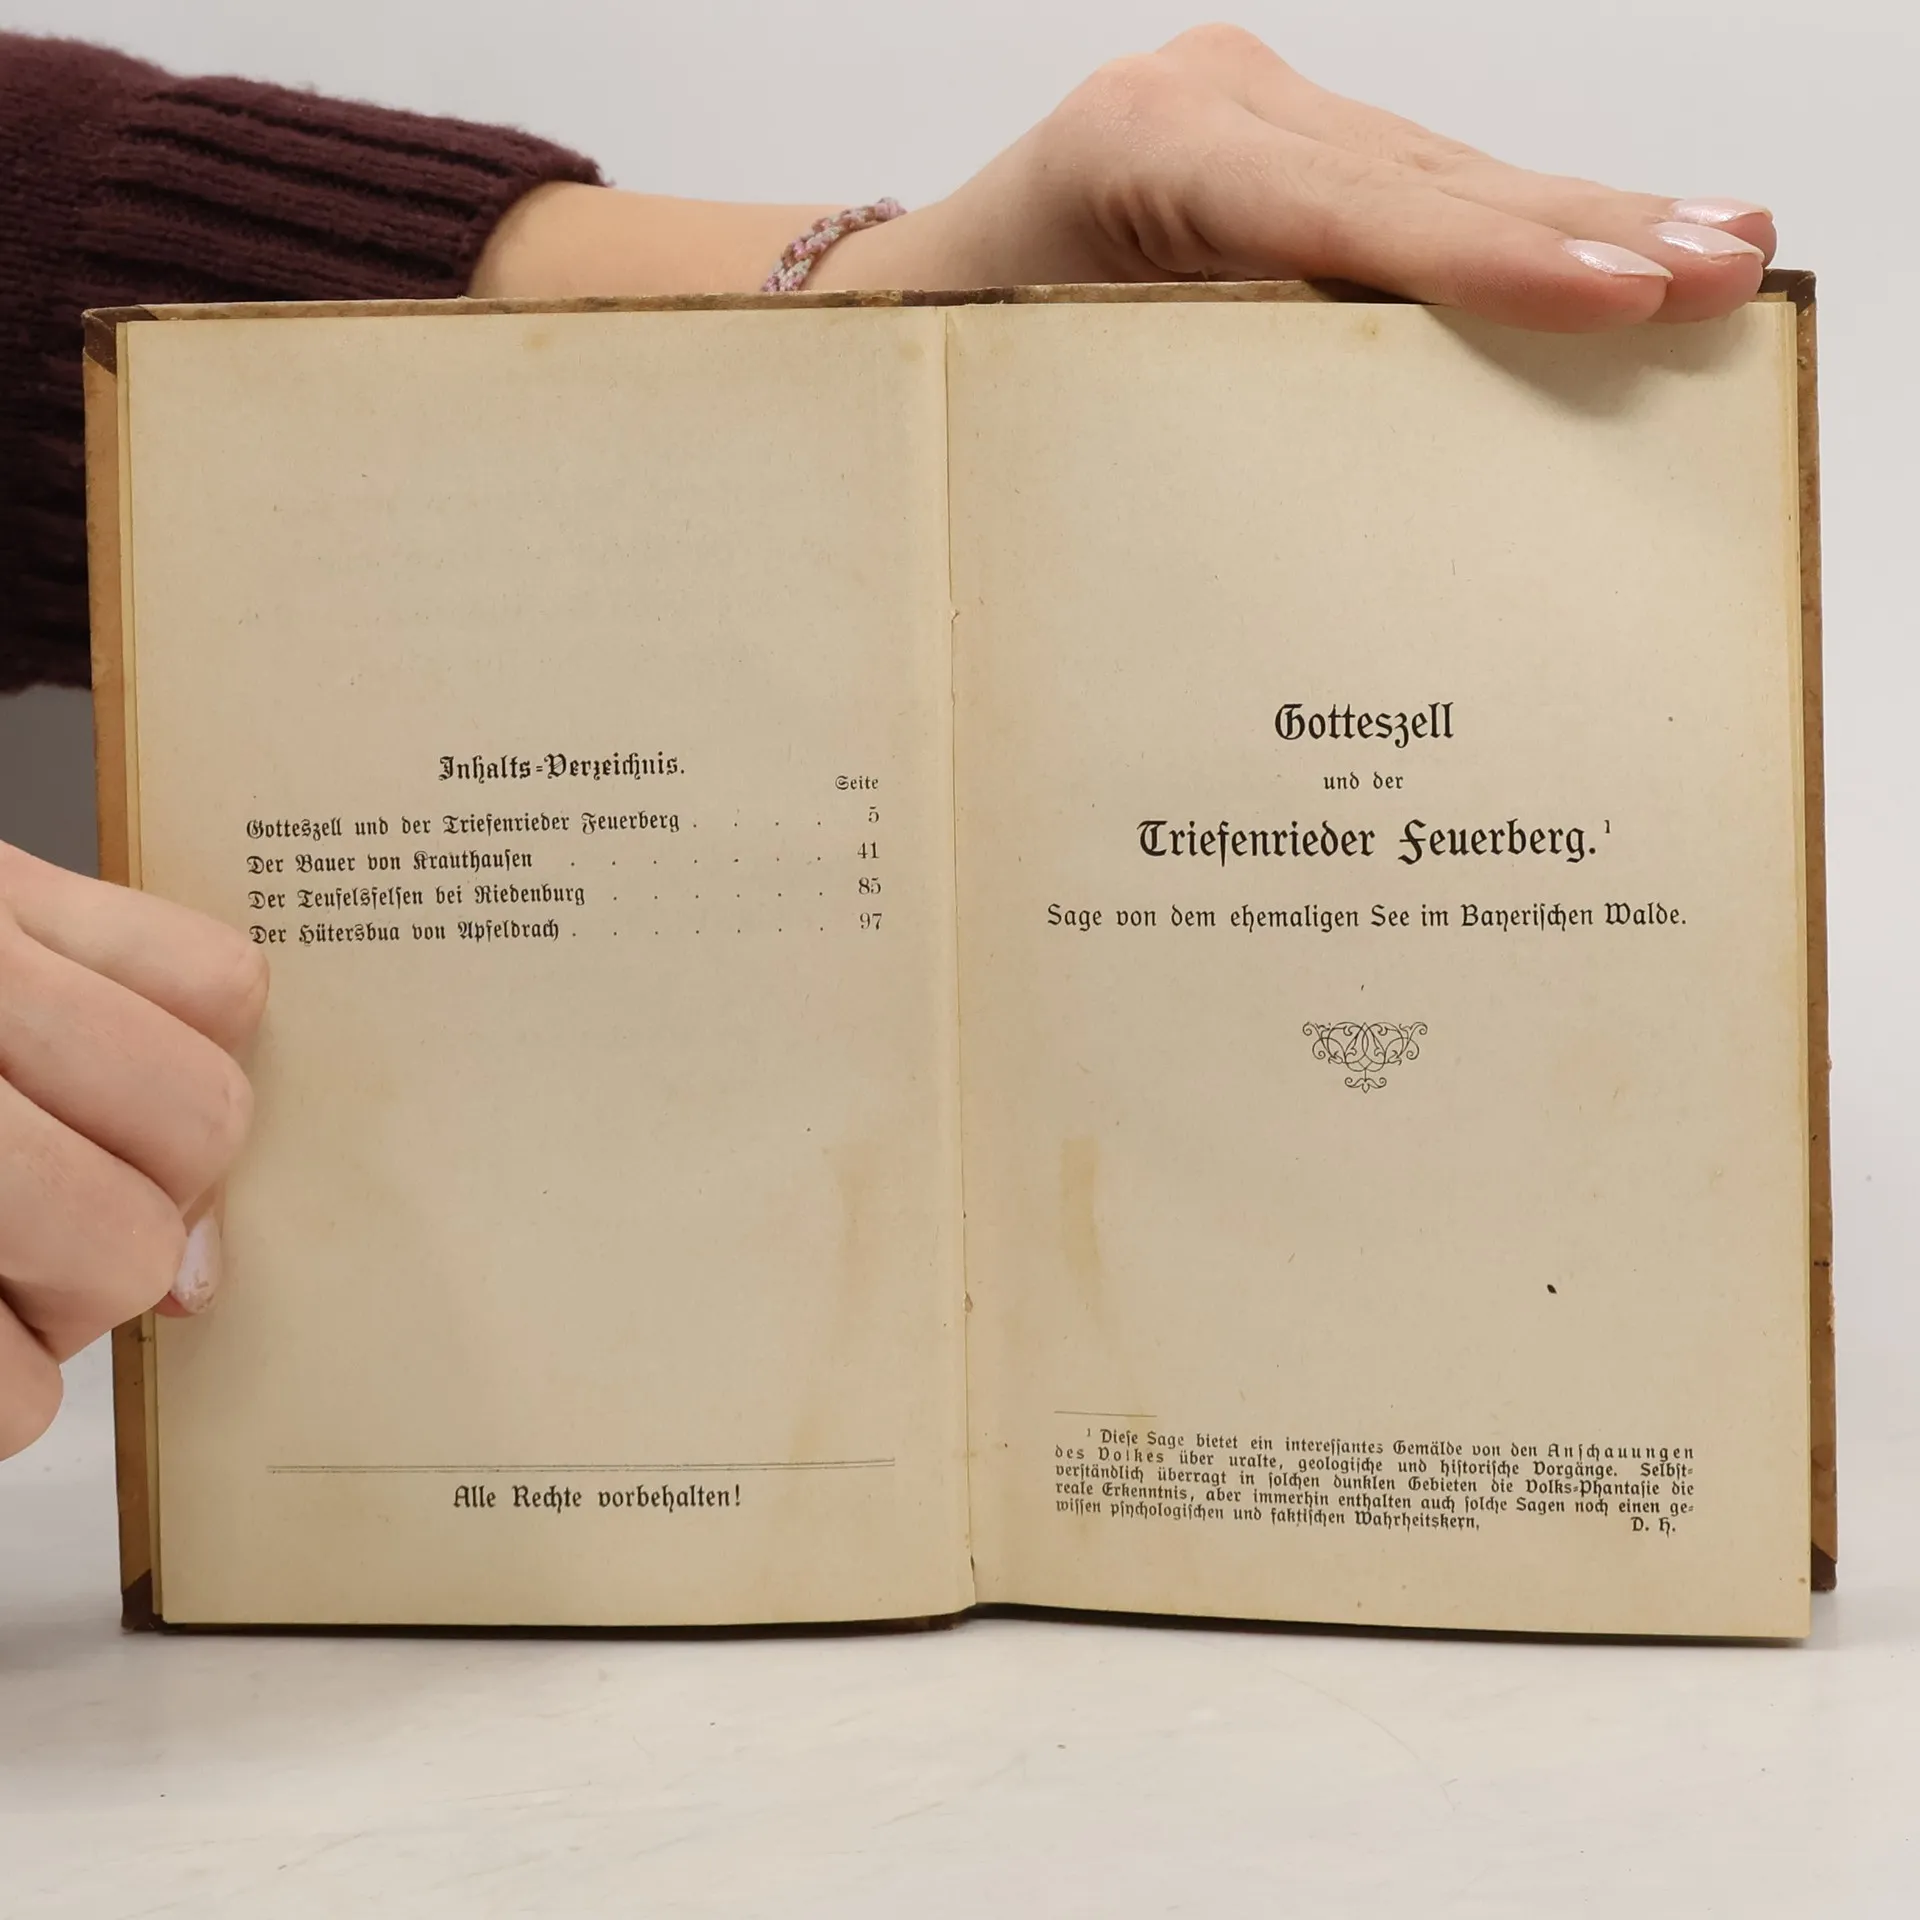 Inhalts-Verzeichnis.
Seite
Gotteszell und der Triefenrieder Feuerberg . . . . 5
Der Bauer von Krauthausen . . . . . . . 41
Der Teufelsfelsen bei Riedenburg . . . . . . 85
Der Hütersbua von Apfeldrach . . . . . . . 97
Alle Rechte vorbehalten!
Gotteszell
und der
Triefenrieder Feuerberg.¹
Sage von dem ehemaligen See im Bayerischen Walde.
¹ Diese Sage bietet ein interessantes Gemälde von den Anschauungen
des Volkes über uralte, geologische und historische Vorgänge. Selbst-
verständlich überragt in solchen dunklen Gebieten die Volks-Phantasie die
reale Erkenntnis, aber immerhin enthalten auch solche Sagen noch einen ge-
wissen psychologischen und faktischen Wahrheitskern.
D. H.